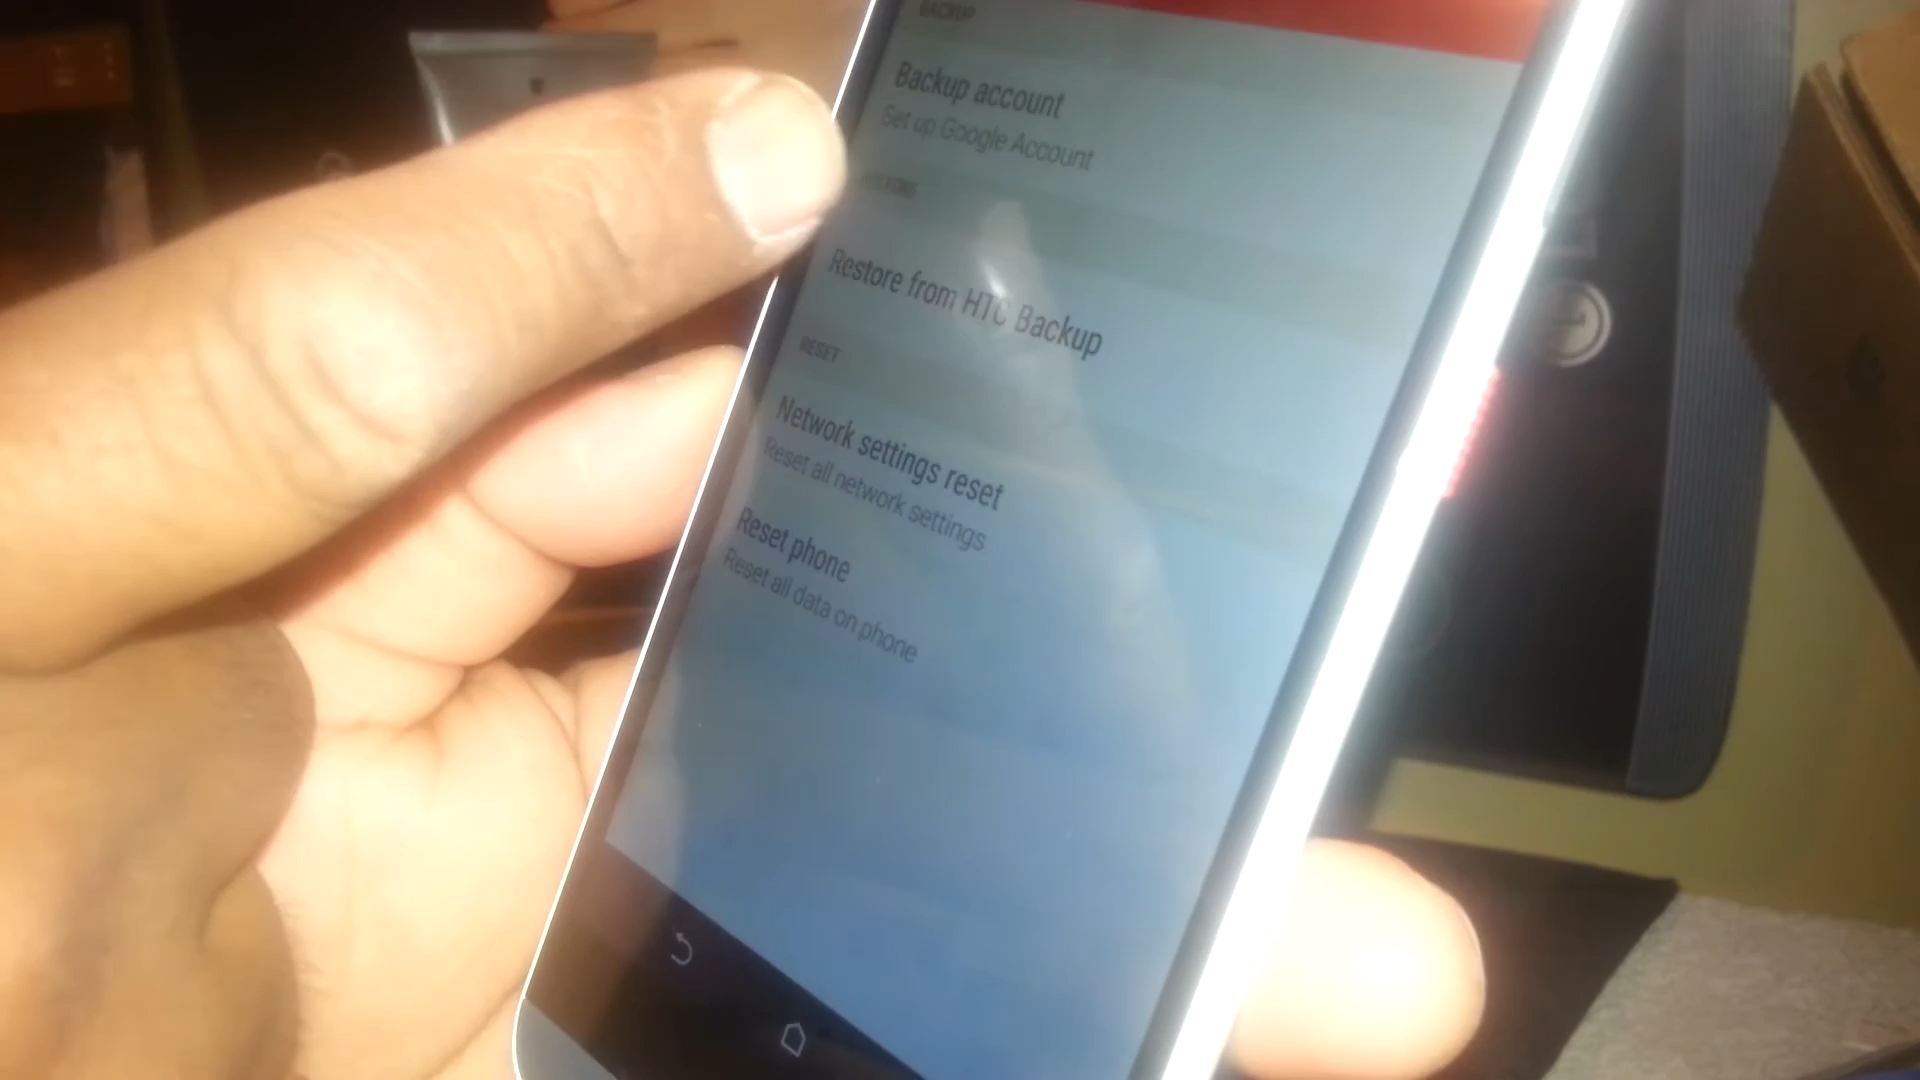 BACKUP
Backup account
Set up Google Account
Restore from HTC Backup
RESET
Network settings reset
Reset all network settings
Reset phone
Reset all data on phone